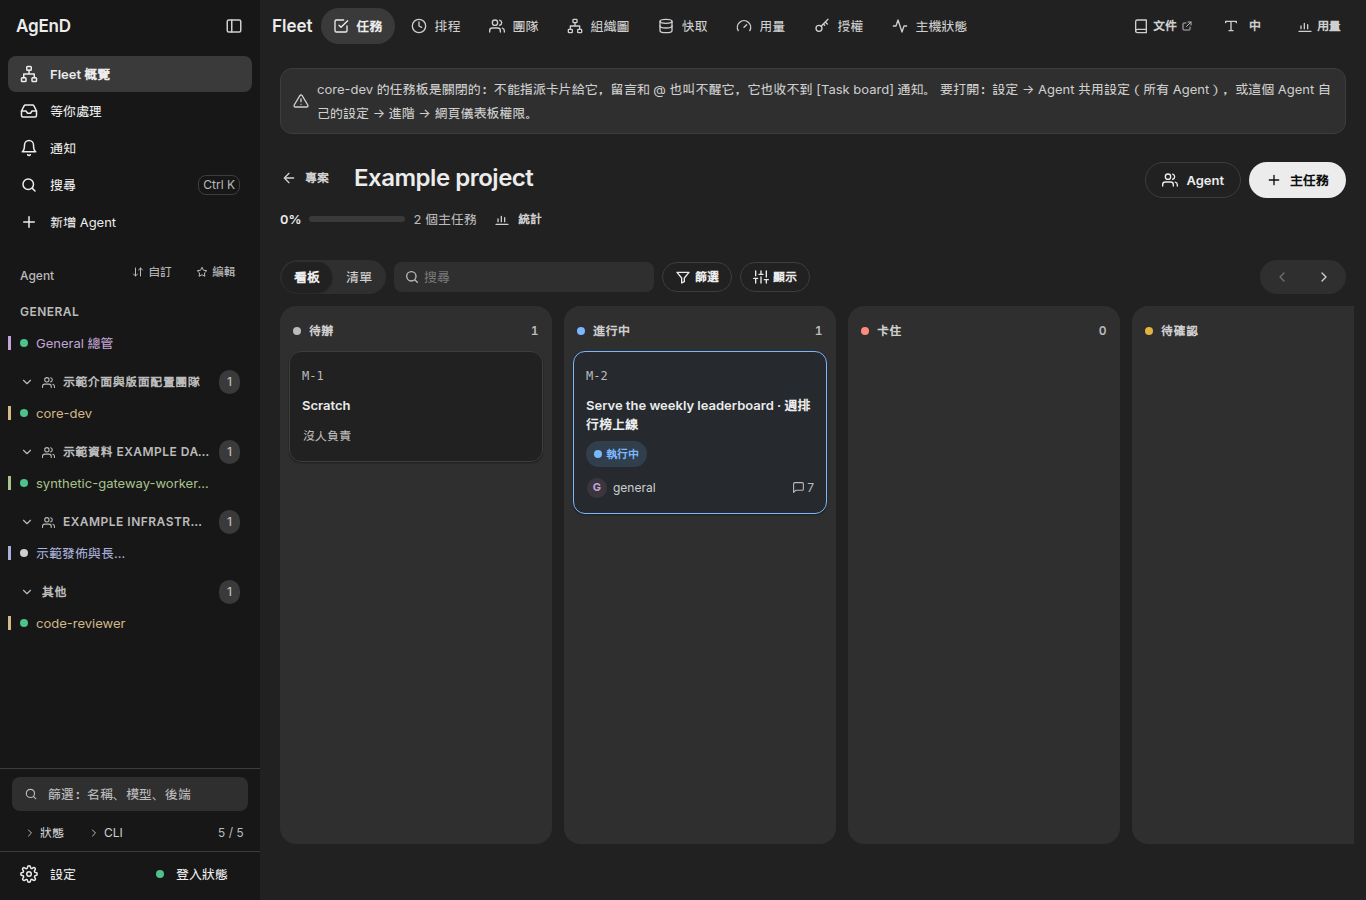 AgEnD
Fleet 概覽
等你處理
通知
搜尋 Ctrl K
新增 Agent
Agent 自訂 編輯
GENERAL
General 總管
示範介面與版面配置團隊 1
core-dev
示範資料 EXAMPLE DA... 1
synthetic-gateway-worker...
EXAMPLE INFRASTR... 1
示範發佈與長...
其他 1
code-reviewer
篩選：名稱、模型、後端
狀態 CLI 5 / 5
設定 登入狀態
Fleet 任務 排程 團隊 組織圖 快取 用量 授權 主機狀態 文件 中 用量
core-dev 的任務板是關閉的：不能指派卡片給它，留言和 @ 也叫不醒它，它也收不到 [Task board] 通知。 要打開：設定 → Agent 共用設定（所有 Agent），或這個 Agent 自
己的設定 → 進階 → 網頁儀表板權限。
專案 Example project Agent 主任務
0% 2 個主任務 統計
看板 清單 搜尋 篩選 顯示
待辦 1
M-1
Scratch
沒人負責
進行中 1
M-2
Serve the weekly leaderboard · 週排
行榜上線
執行中
G general 7
卡住 0
待確認